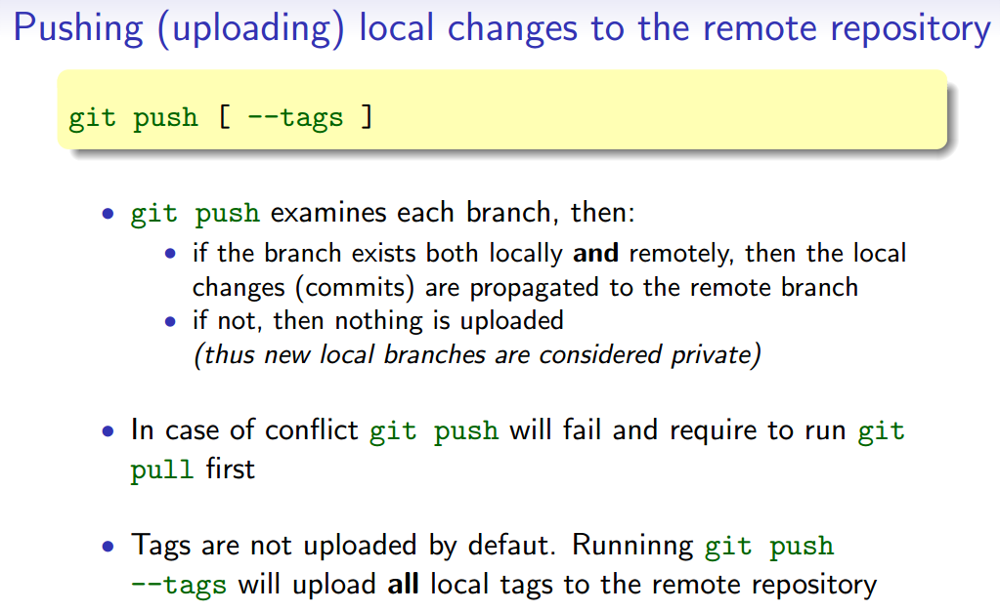 Pushing (uploading) local changes to the remote repository
git push [ --tags ]
• git push examines each branch, then:
• if the branch exists both locally and remotely, then the local
changes (commits) are propagated to the remote branch
• if not, then nothing is uploaded
(thus new local branches are considered private)
• In case of conflict git push will fail and require to run git
pull first
• Tags are not uploaded by defaut. Runninng git push
--tags will upload all local tags to the remote repository